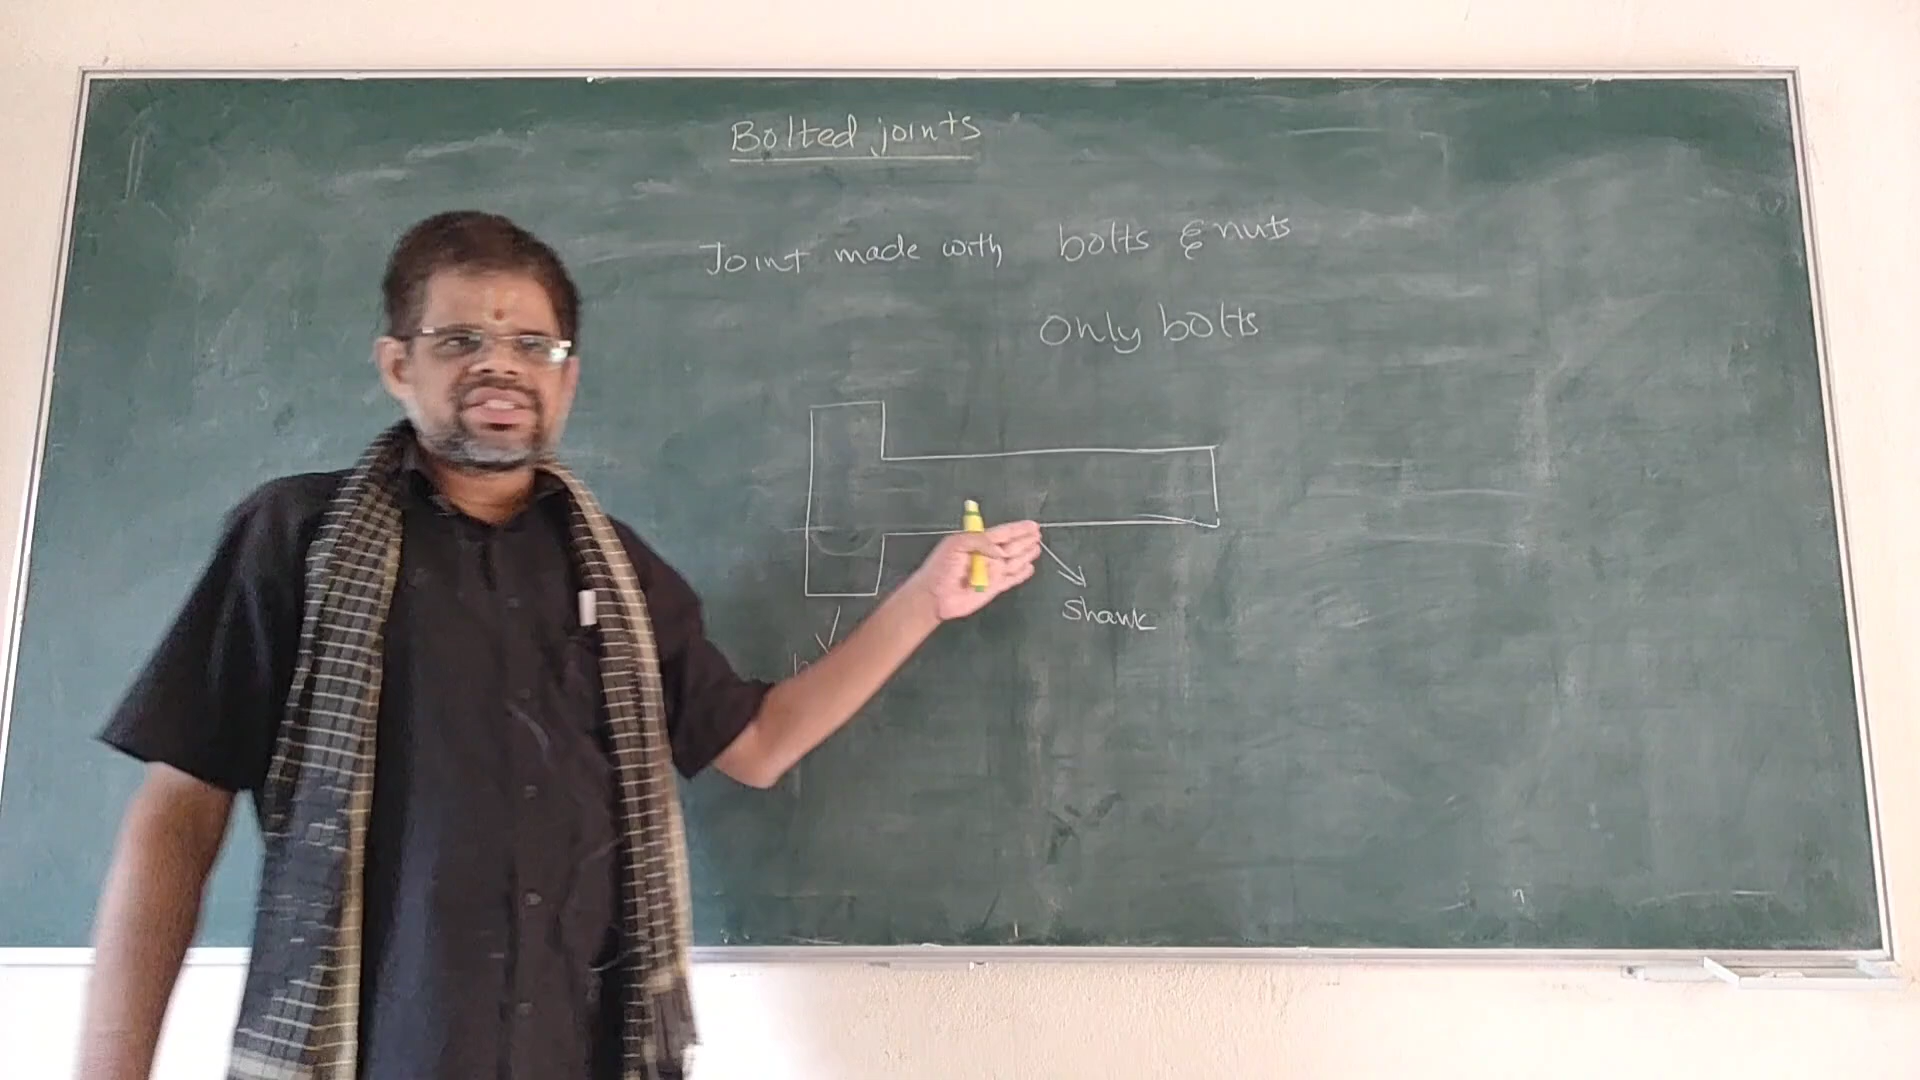 Bolted joints
Joint made with bolts & nuts
Only bolts
Shank